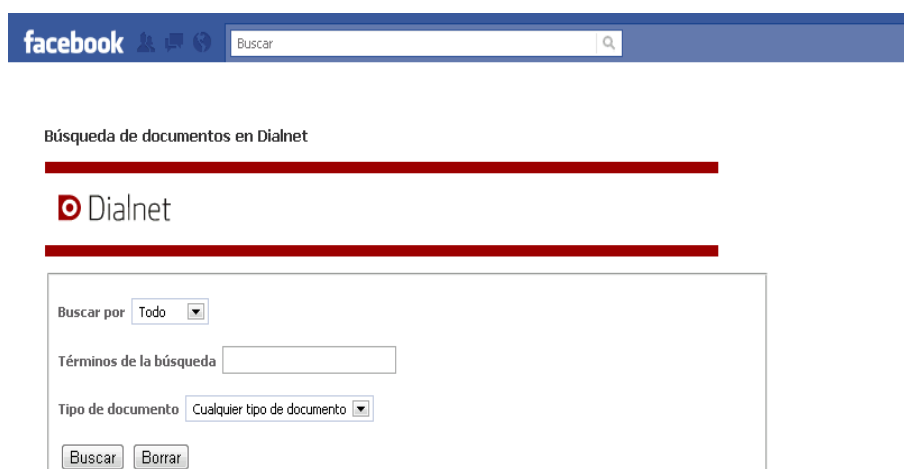 facebook Buscar
Búsqueda de documentos en Dialnet
Dialnet
Buscar por Todo
Términos de la búsqueda
Tipo de documento Cualquier tipo de documento
Buscar Borrar